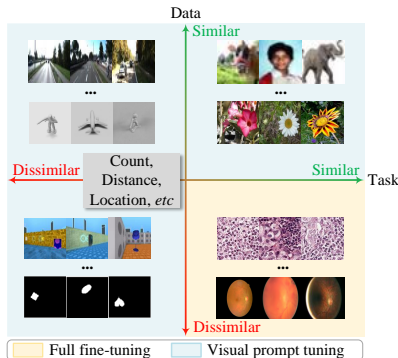 Data
Similar
...
...
Dissimilar
Count,
Distance,
Location, etc
Similar
Task
...
...
Dissimilar
Full fine-tuning
Visual prompt tuning